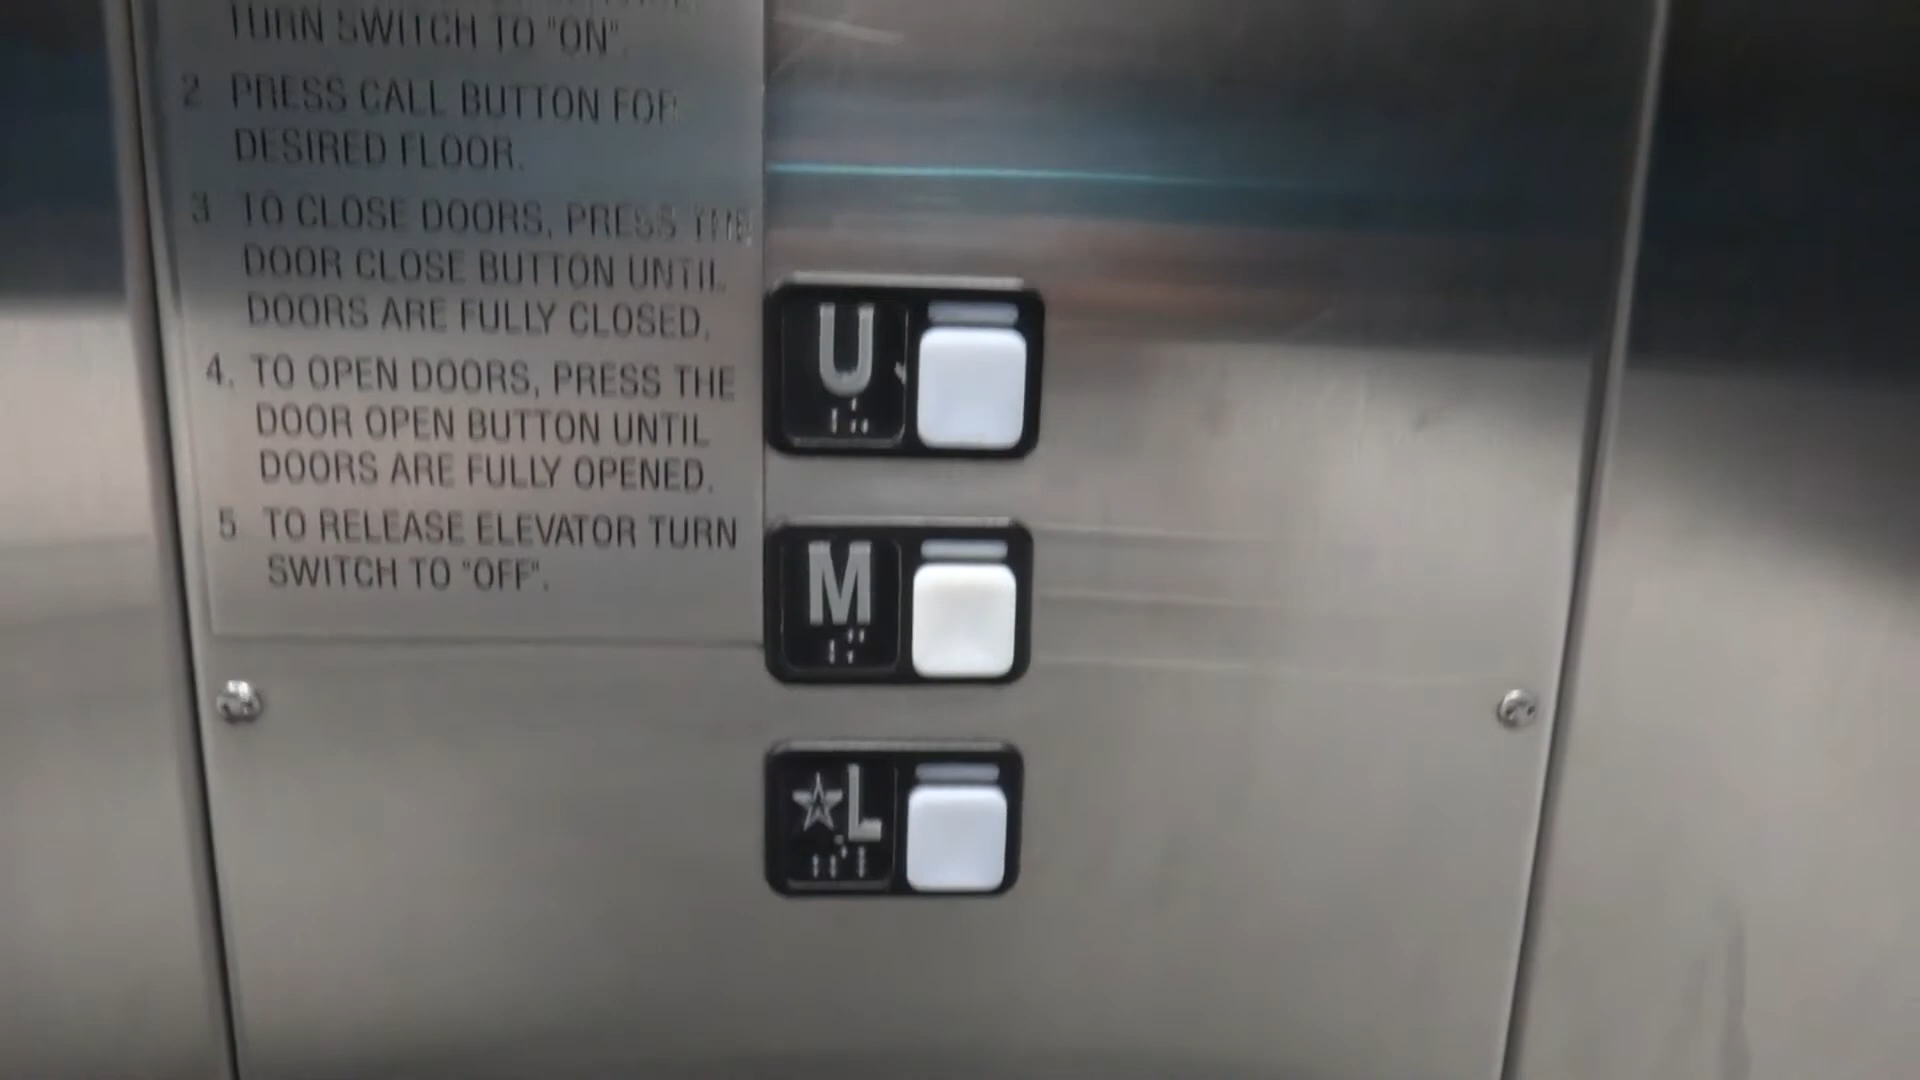 TURN SWITCH TO "ON".
2 PRESS CALL BUTTON FOR
DESIRED FLOOR.
3 TO CLOSE DOORS, PRESS THE
DOOR CLOSE BUTTON UNTIL
DOORS ARE FULLY CLOSED.
4. TO OPEN DOORS, PRESS THE
DOOR OPEN BUTTON UNTIL
DOORS ARE FULLY OPENED.
5 TO RELEASE ELEVATOR TURN
SWITCH TO "OFF".
U
M
★L